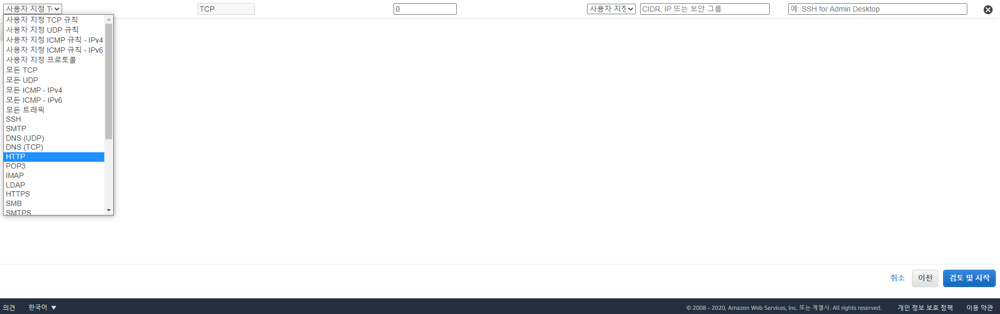 사용자 지정 T TCP 0 사용자 지정 CIDR, IP 또는 보안 그룹 예: SSH for Admin Desktop
사용자 지정 TCP 규칙
사용자 지정 UDP 규칙
사용자 지정 ICMP 규칙 - IPv4
사용자 지정 ICMP 규칙 - IPv6
사용자 지정 프로토콜
모든 TCP
모든 UDP
모든 ICMP - IPv4
모든 ICMP - IPv6
모든 트래픽
SSH
SMTP
DNS (UDP)
DNS (TCP)
HTTP
POP3
IMAP
LDAP
HTTPS
SMB
SMTPS
취소 이전 검토 및 시작
의견 한국어 © 2008 - 2020, Amazon Web Services, Inc. 또는 계열사. All rights reserved. 개인 정보 보호 정책 이용 약관